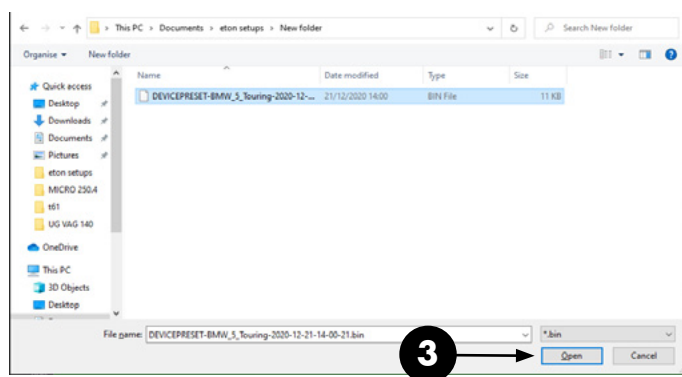 This PC > Documents > eton setups > New folder
Search New folder
Organise
New folder
Name
Date modified
Type
Size
DEVICEPRESET-BMW_5_Touring-2020-12-... 21/12/2020 14:00 BIN File 11 KB
Quick access
Desktop
Downloads
Documents
Pictures
eton setups
MICRO 250.4
t61
UG VAG 140
OneDrive
This PC
3D Objects
Desktop
File name: DEVICEPRESET-BMW_5_Touring-2020-12-21-14-00-21.bin
*.bin
3
Open
Cancel